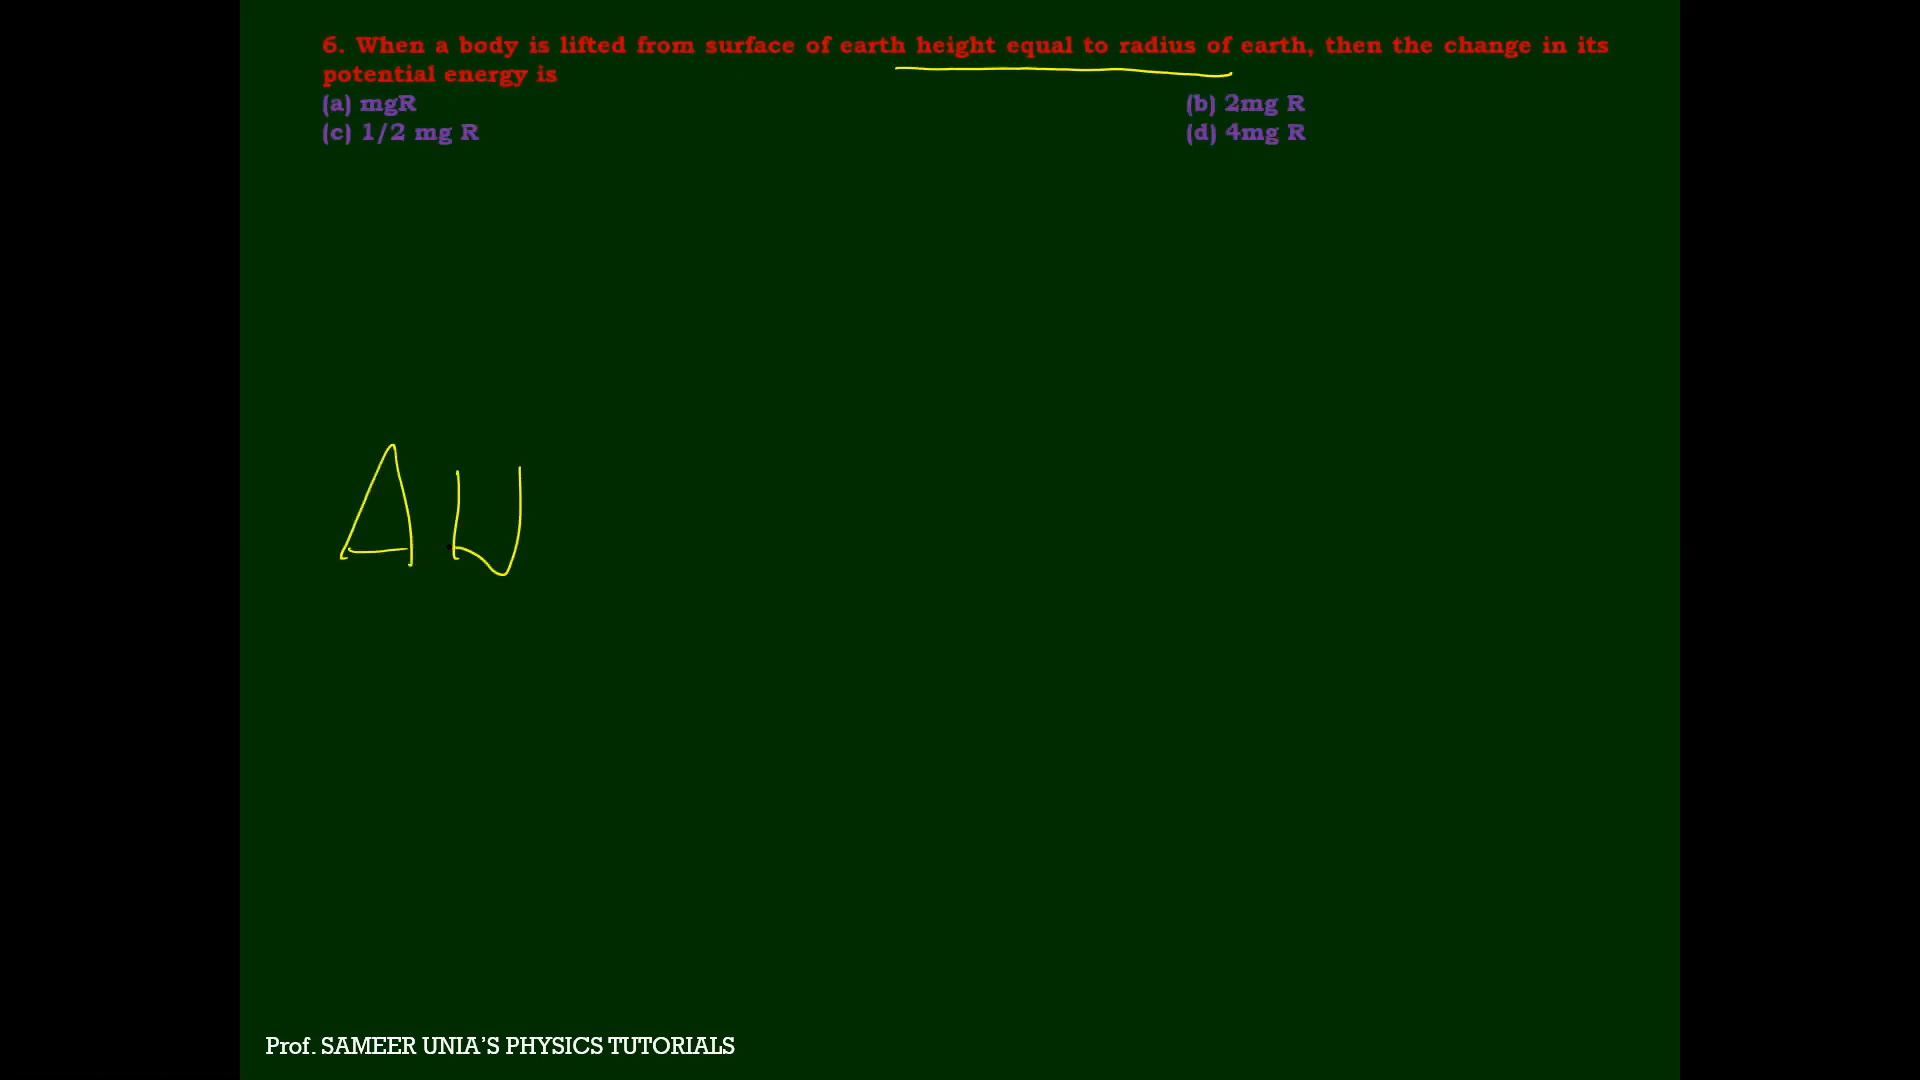 6. When a body is lifted from surface of earth height equal to radius of earth, then the change in its
potential energy is
(a) mgR (b) 2mg R
(c) 1/2 mg R (d) 4mg R
Δ U
Prof. SAMEER UNIA'S PHYSICS TUTORIALS